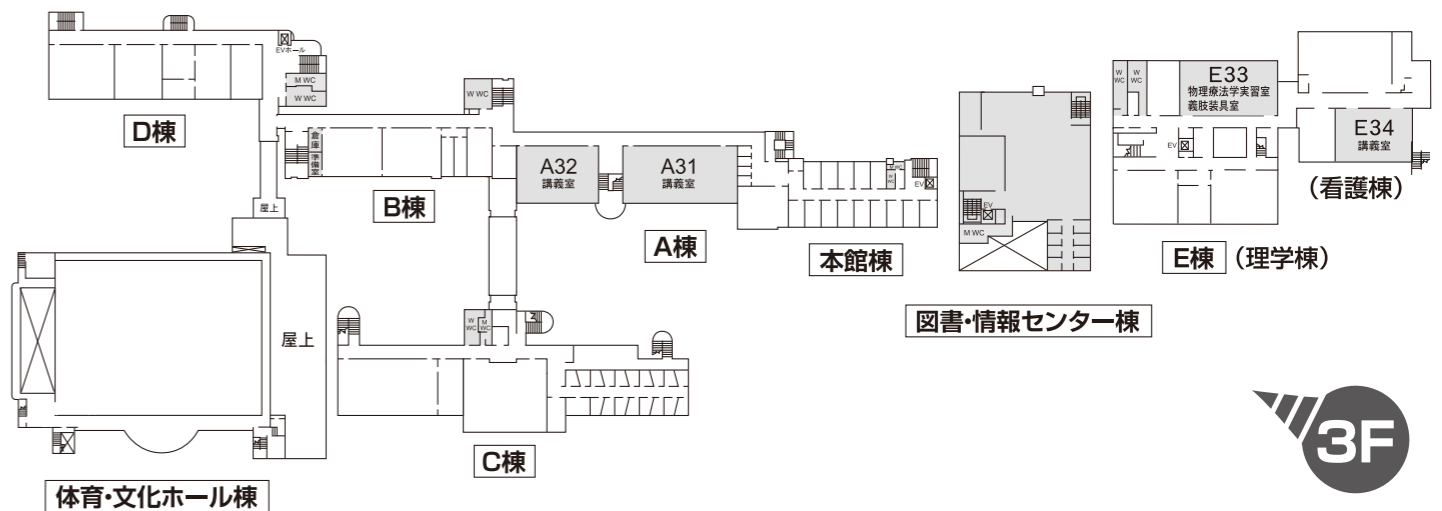 EVホール
M WC
W WC
D棟
W WC
倉庫
準備室
B棟
屋上
A32
講義室
A31
講義室
A棟
M WC
W WC
EV
本館棟
EV
M WC
図書・情報センター棟
W WC
W WC
E33
物理療法学実習室
義肢装具室
EV
E34
講義室
(看護棟)
E棟 (理学棟)
屋上
W WC
M WC
C棟
体育・文化ホール棟
3F